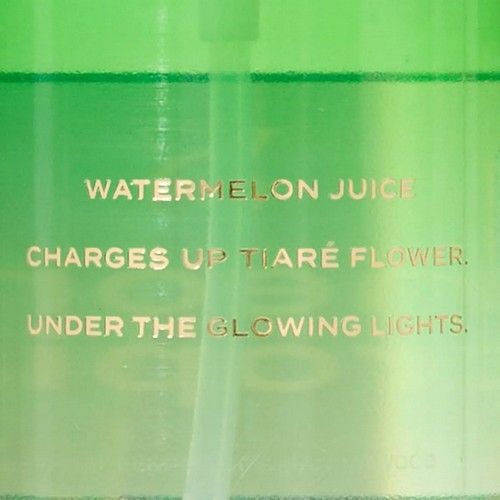 WATERMELON JUICE
CHARGES UP TIARÉ FLOWER.
UNDER THE GLOWING LIGHTS.